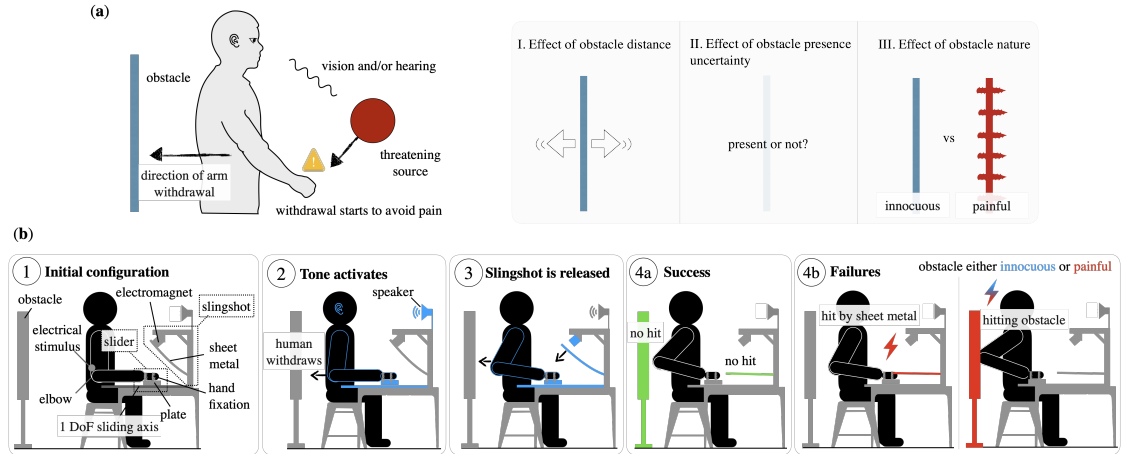 (a)
obstacle
vision and/or hearing
threatening
source
direction of arm
withdrawal
withdrawal starts to avoid pain
I. Effect of obstacle distance
II. Effect of obstacle presence
uncertainty
present or not?
III. Effect of obstacle nature
vs
innocuous
painful
(b)
1 Initial configuration
obstacle
electromagnet
slingshot
electrical
stimulus
slider
sheet
metal
elbow
hand
fixation
plate
1 DoF sliding axis
2 Tone activates
speaker
human
withdraws
3 Slingshot is released
4a Success
no hit
no hit
4b Failures
obstacle either innocuous or painful
hit by sheet metal
hitting obstacle